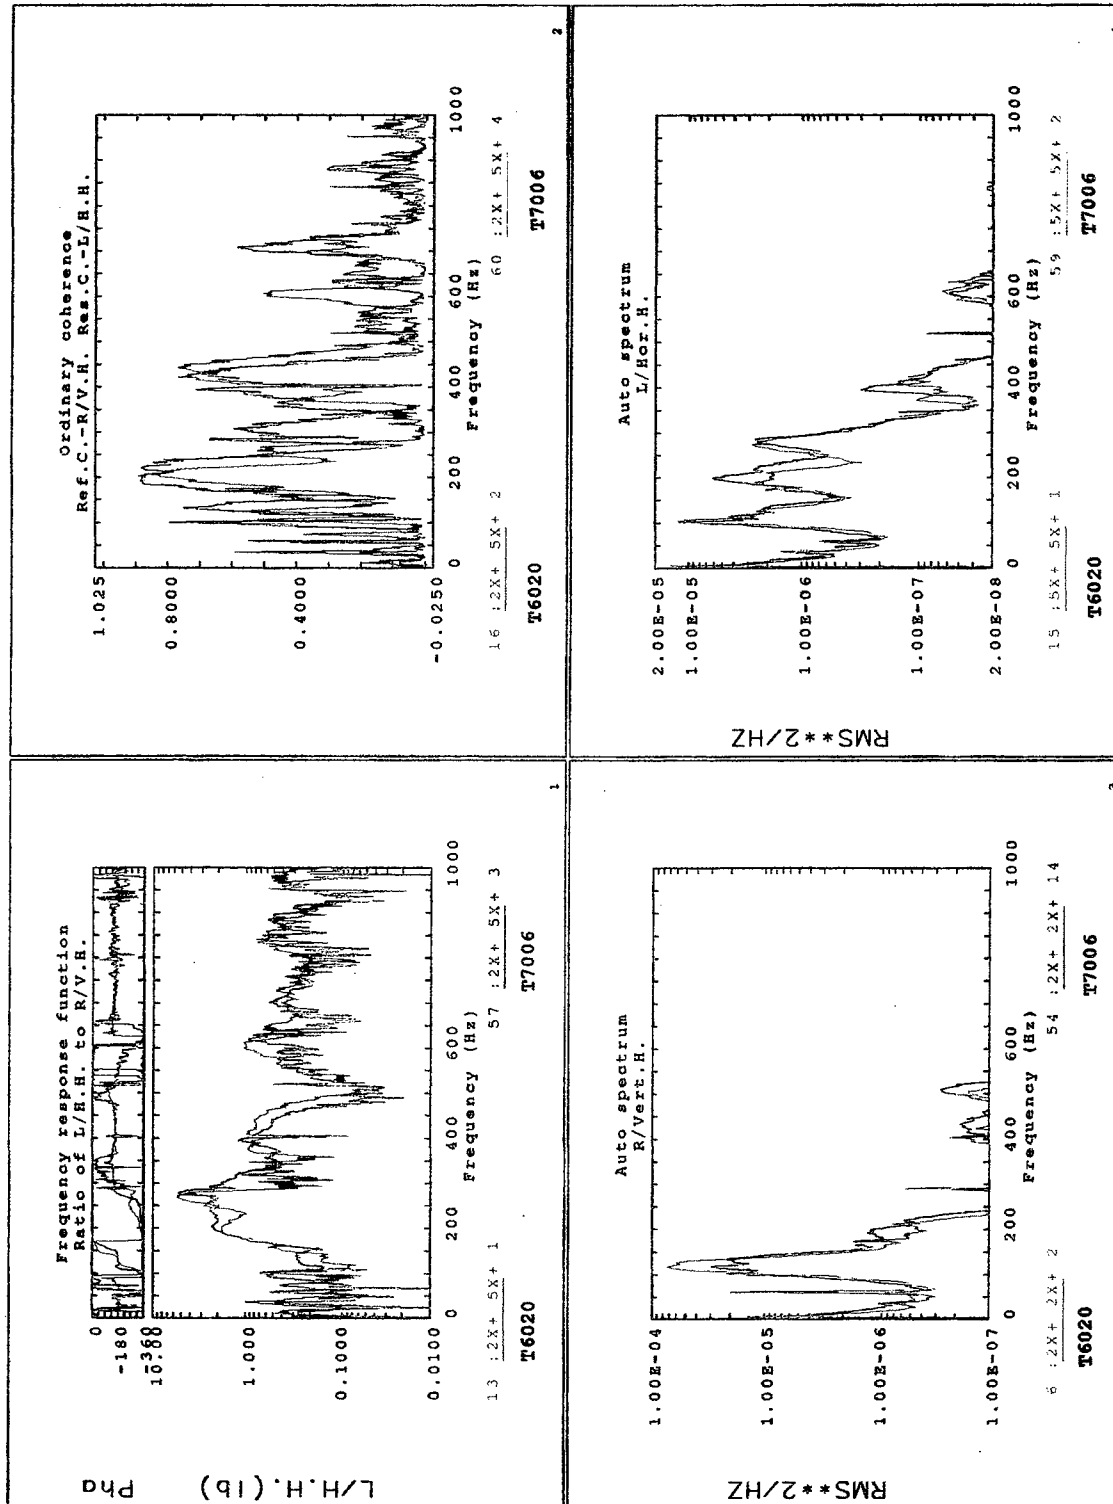 Frequency response function
Ratio of L/H.H. to R/V.H.
Pha
0
-180
-360
L/H.H.(lb)
10.00
1.000
0.1000
0.0100
0 200 400 600 1000
Frequency (Hz)
13 :2X+ 5X+ 1 57 :2X+ 5X+ 3
T6020 T7006
1
Ordinary coherence
Ref.C.-R/V.H. Res.C.-L/H.H.
1.025
0.8000
0.4000
-0.0250
0 200 400 600 1000
Frequency (Hz)
16 :2X+ 5X+ 2 60 :2X+ 5X+ 4
T6020 T7006
2
Auto spectrum
R/Vert.H.
RMS**2/HZ
1.00E-04
1.00E-05
1.00E-06
1.00E-07
0 200 400 600 1000
Frequency (Hz)
6 :2X+ 2X+ 2 54 :2X+ 2X+ 14
T6020 T7006
3
Auto spectrum
L/Hor.H.
RMS**2/HZ
2.00E-05
1.00E-05
1.00E-06
1.00E-07
2.00E-08
0 200 400 600 1000
Frequency (Hz)
15 :5X+ 5X+ 1 59 :5X+ 5X+ 2
T6020 T7006